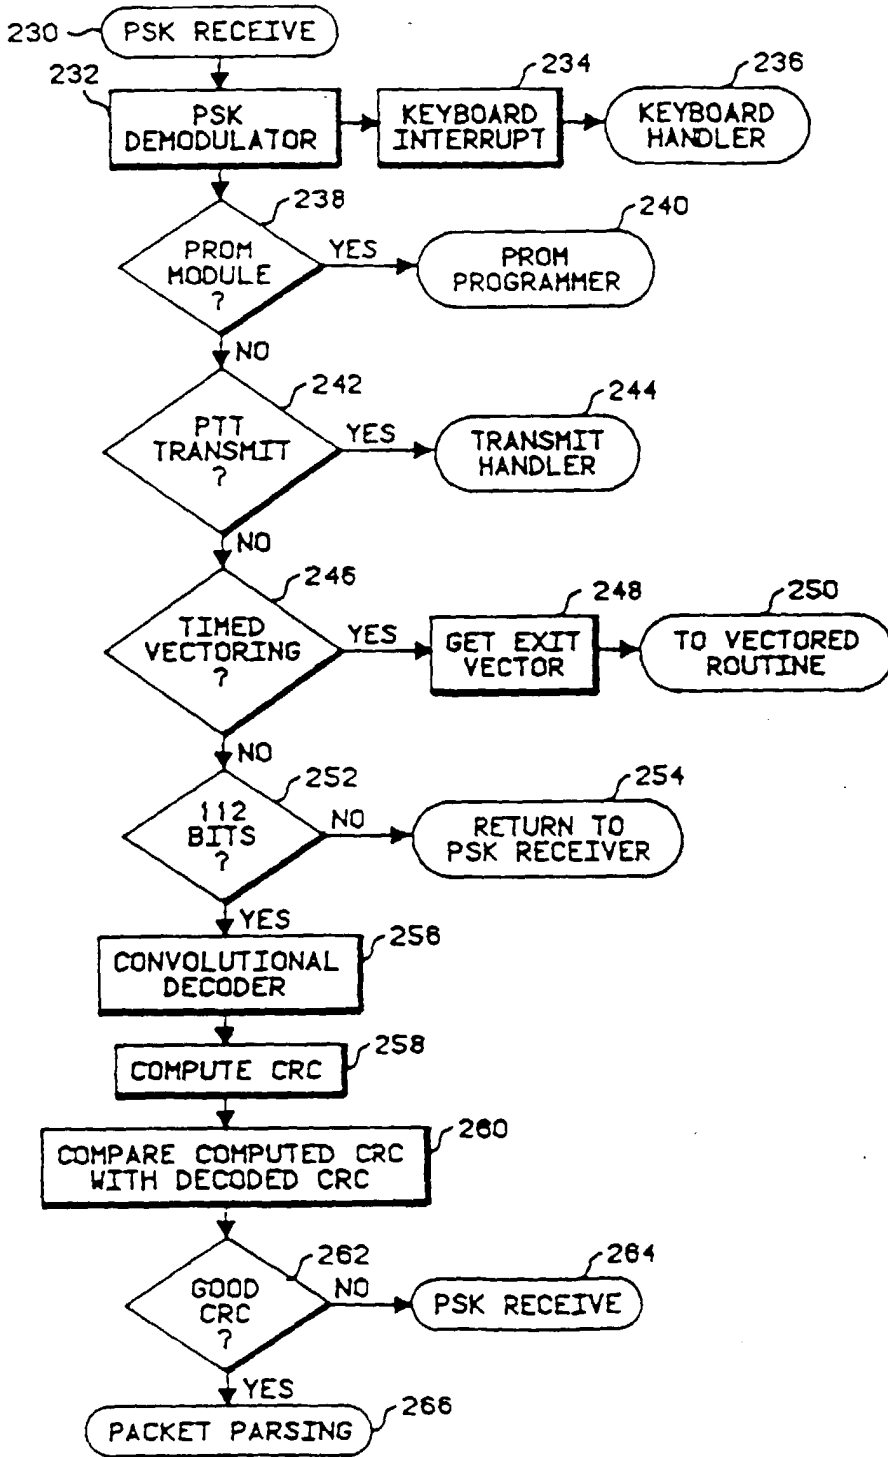 230
PSK RECEIVE
232
PSK
DEMODULATOR
234
KEYBOARD
INTERRUPT
236
KEYBOARD
HANDLER
238
PROM
MODULE
?
YES
240
PROM
PROGRAMMER
NO
242
PTT
TRANSMIT
?
YES
244
TRANSMIT
HANDLER
NO
246
TIMED
VECTORING
?
YES
248
GET EXIT
VECTOR
250
TO VECTORED
ROUTINE
NO
252
112
BITS
?
NO
254
RETURN TO
PSK RECEIVER
YES
256
CONVOLUTIONAL
DECODER
258
COMPUTE CRC
260
COMPARE COMPUTED CRC
WITH DECODED CRC
262
GOOD
CRC
?
NO
264
PSK RECEIVE
YES
266
PACKET PARSING